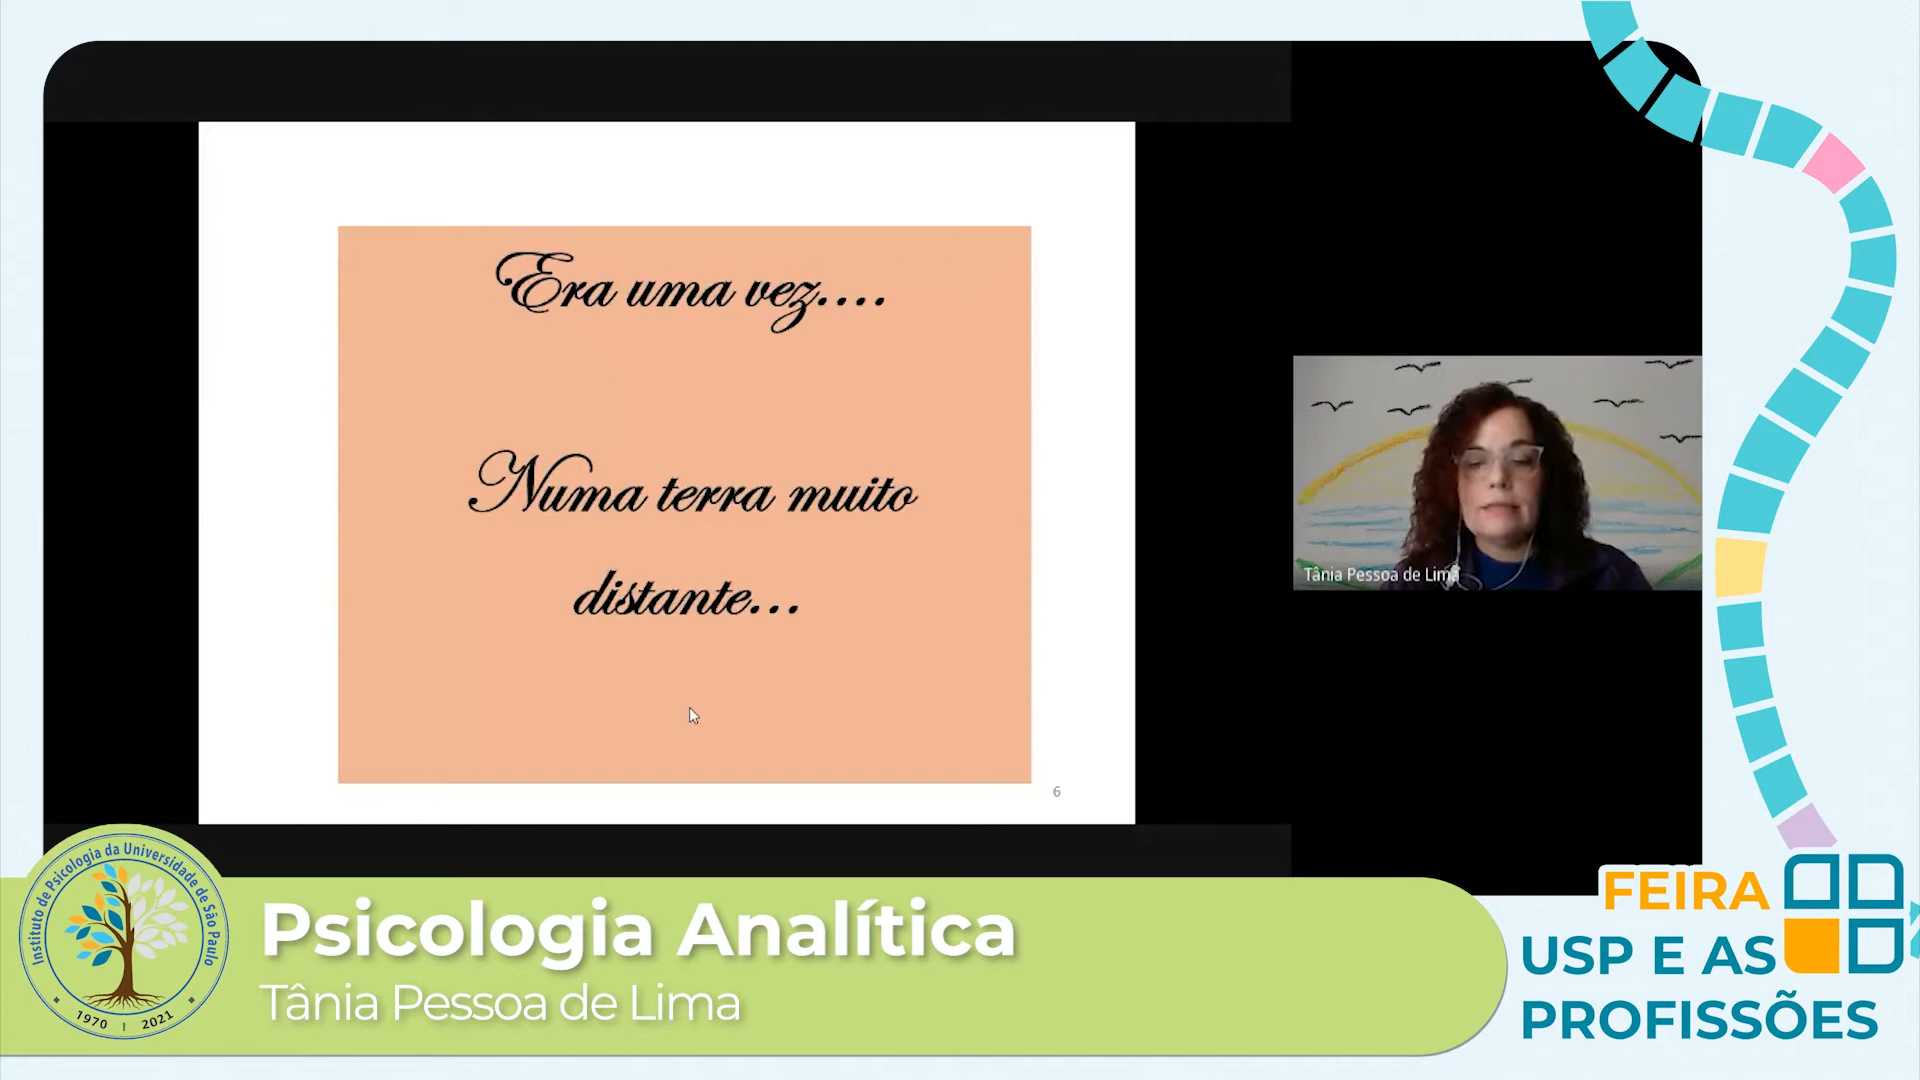 Era uma vez....
Numa terra muito
distante...
6
Tânia Pessoa de Lima
Instituto de Psicologia da Universidade de São Paulo
1970 | 2021
Psicologia Analítica
Tânia Pessoa de Lima
FEIRA
USP E AS
PROFISSÕES